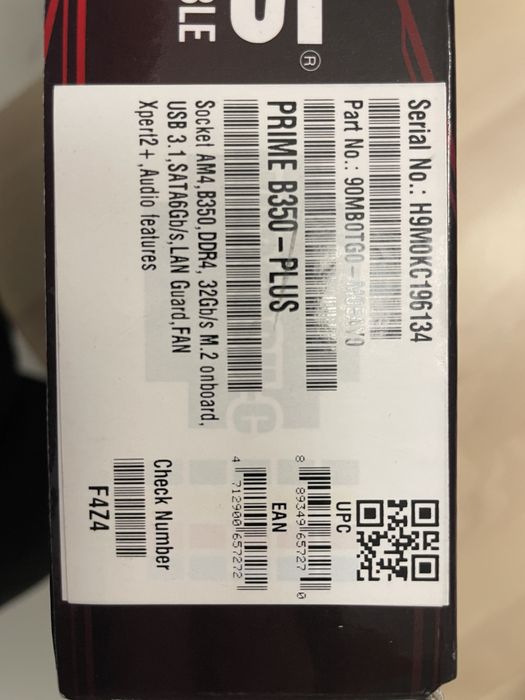 S®
BLE
Serial No.: H9M0KC196134
Part No.: 90MB0TG0-M0EAY0
PRIME B350-PLUS
Socket AM4,B350,DDR4, 32Gb/s M.2 onboard,
USB 3.1,SATA6Gb/s,LAN Guard,FAN
Xpert2+,Audio features
UPC
8 89349 65727 0
EAN
4 712900 657272
Check Number
F4Z4